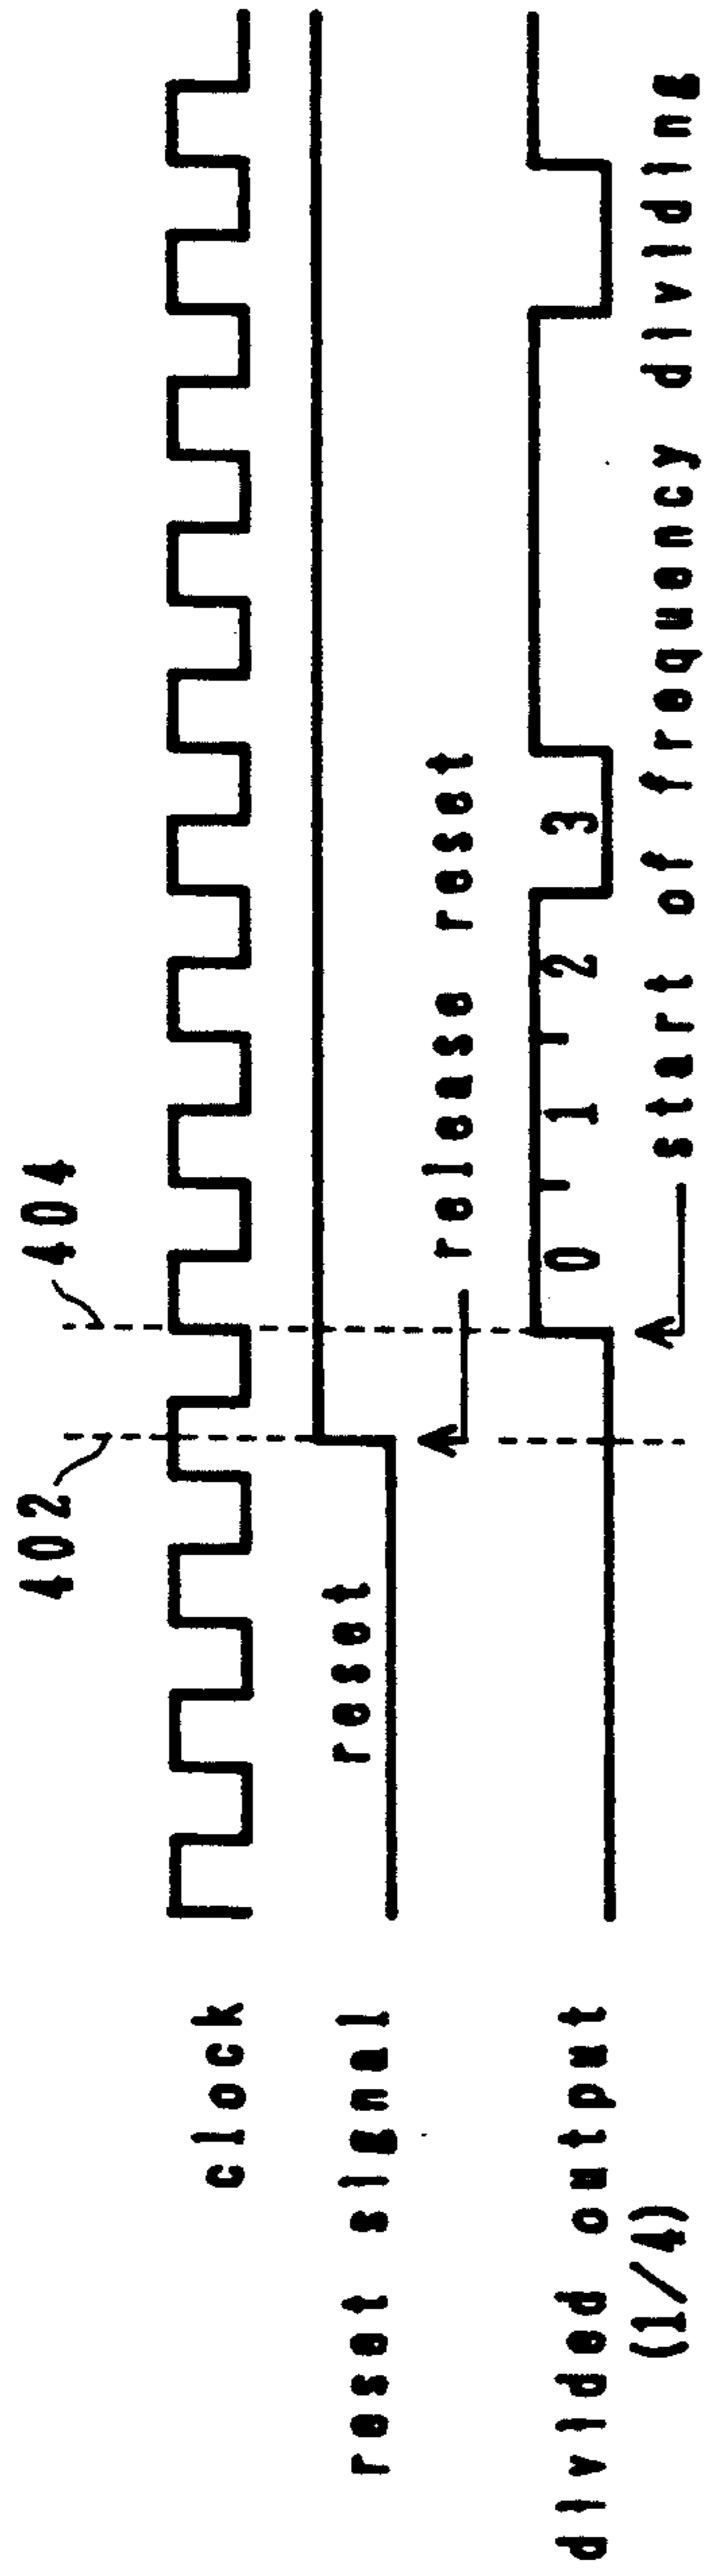 402
404
clock
reset signal
reset
release reset
divided output
(1/4)
0 1 2 3
start of frequency dividing